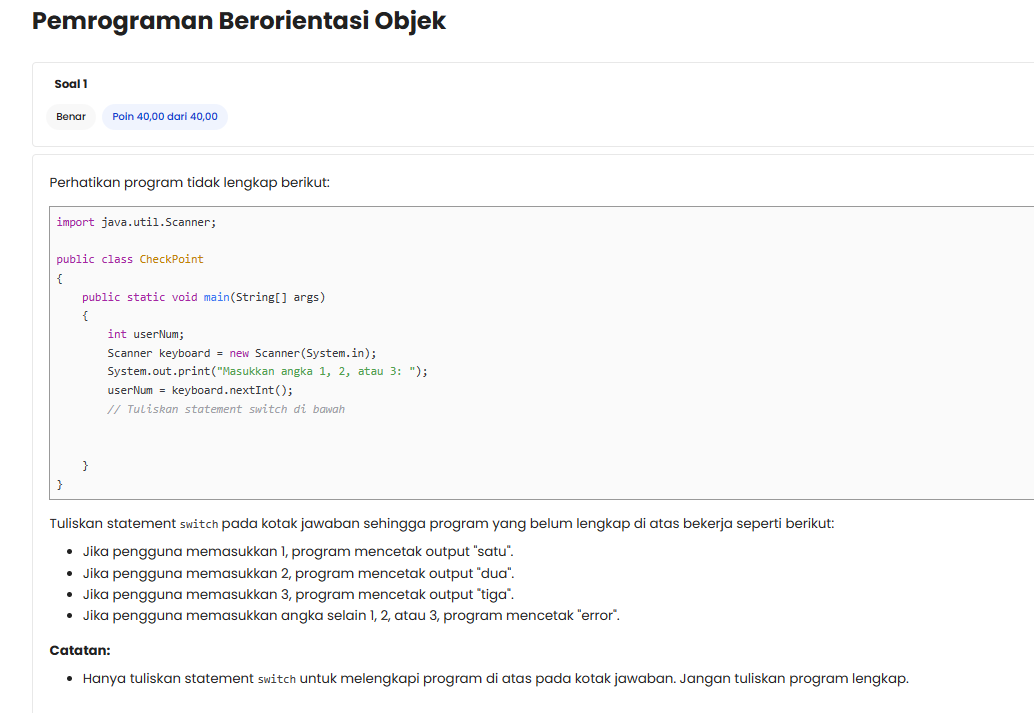 Pemrograman Berorientasi Objek
Soal 1
Benar
Poin 40,00 dari 40,00
Perhatikan program tidak lengkap berikut:
import java.util.Scanner;
public class CheckPoint
{
    public static void main(String[] args)
    {
        int userNum;
        Scanner keyboard = new Scanner(System.in);
        System.out.print("Masukkan angka 1, 2, atau 3: ");
        userNum = keyboard.nextInt();
        // Tuliskan statement switch di bawah
    }
}
Tuliskan statement switch pada kotak jawaban sehingga program yang belum lengkap di atas bekerja seperti berikut:
• Jika pengguna memasukkan 1, program mencetak output "satu".
• Jika pengguna memasukkan 2, program mencetak output "dua".
• Jika pengguna memasukkan 3, program mencetak output "tiga".
• Jika pengguna memasukkan angka selain 1, 2, atau 3, program mencetak "error".
Catatan:
• Hanya tuliskan statement switch untuk melengkapi program di atas pada kotak jawaban. Jangan tuliskan program lengkap.